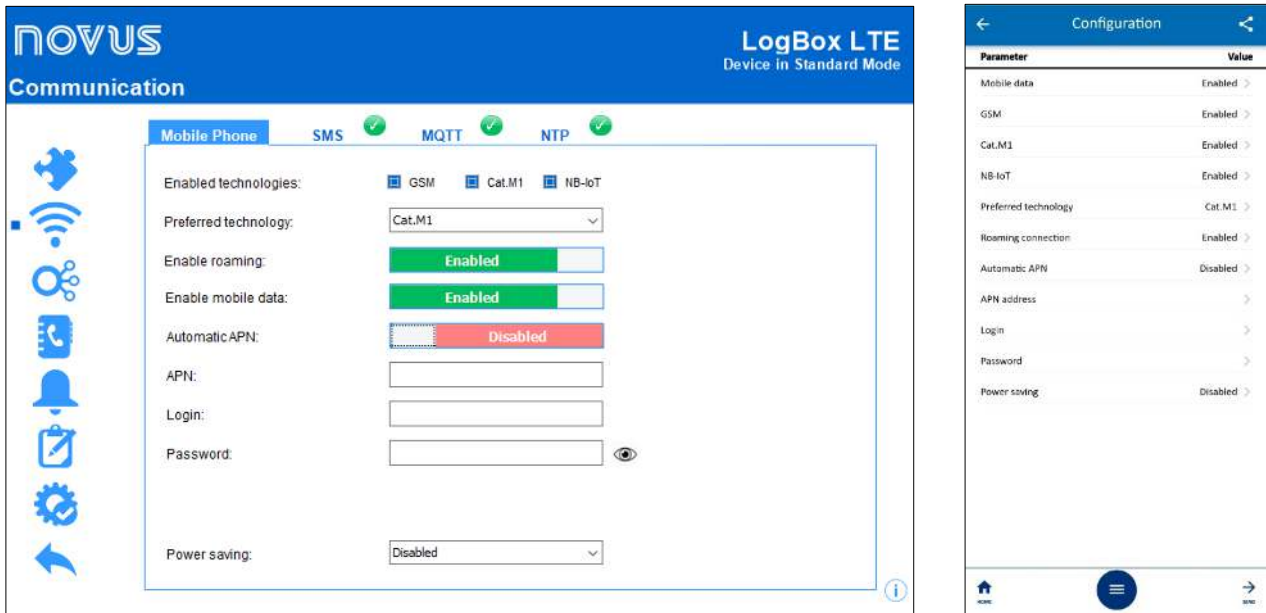 NOVUS
LogBox LTE
Device in Standard Mode
Communication
Mobile Phone SMS MQTT NTP
Enabled technologies: GSM Cat.M1 NB-IoT
Preferred technology: Cat.M1
Enable roaming: Enabled
Enable mobile data: Enabled
Automatic APN: Disabled
APN:
Login:
Password:
Power saving: Disabled
Configuration
Parameter Value
Mobile data Enabled
GSM Enabled
Cat.M1 Enabled
NB-IoT Enabled
Preferred technology Cat.M1
Roaming connection Enabled
Automatic APN Disabled
APN address
Login
Password
Power saving Disabled
HOME SEND